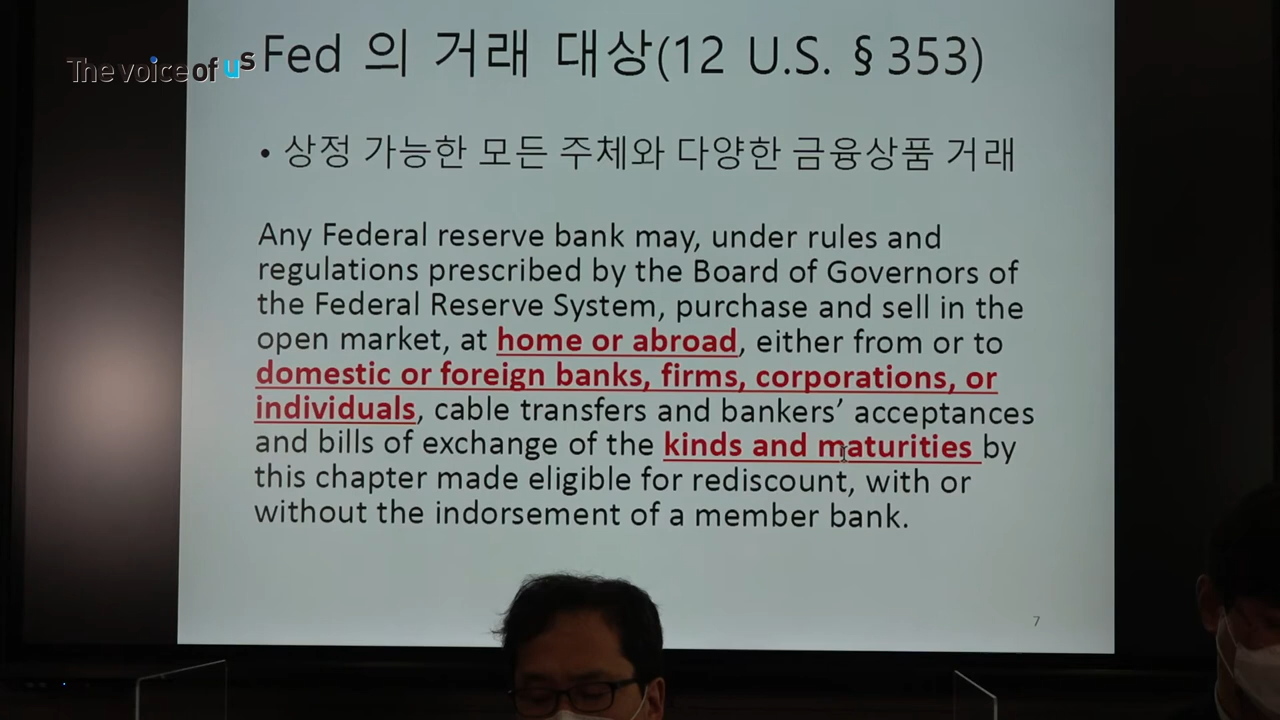 The voice of us
Fed 의 거래 대상(12 U.S. §353)
• 상정 가능한 모든 주체와 다양한 금융상품 거래
Any Federal reserve bank may, under rules and
regulations prescribed by the Board of Governors of
the Federal Reserve System, purchase and sell in the
open market, at home or abroad, either from or to
domestic or foreign banks, firms, corporations, or
individuals, cable transfers and bankers’ acceptances
and bills of exchange of the kinds and maturities by
this chapter made eligible for rediscount, with or
without the indorsement of a member bank.
7